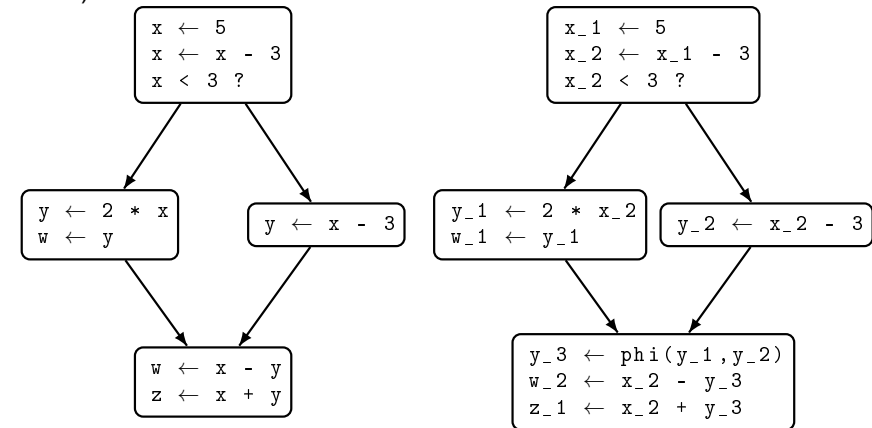 x ← 5
x ← x - 3
x < 3 ?
y ← 2 * x
w ← y
y ← x - 3
w ← x - y
z ← x + y
x_1 ← 5
x_2 ← x_1 - 3
x_2 < 3 ?
y_1 ← 2 * x_2
w_1 ← y_1
y_2 ← x_2 - 3
y_3 ← phi(y_1,y_2)
w_2 ← x_2 - y_3
z_1 ← x_2 + y_3